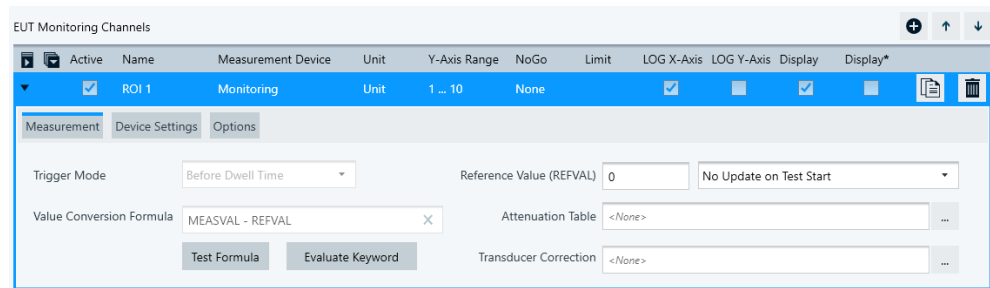 EUT Monitoring Channels
Active Name Measurement Device Unit Y-Axis Range NoGo Limit LOG X-Axis LOG Y-Axis Display Display*
ROI 1 Monitoring Unit 1 ... 10 None
Measurement Device Settings Options
Trigger Mode Before Dwell Time Reference Value (REFVAL) 0 No Update on Test Start
Value Conversion Formula MEASVAL - REFVAL Attenuation Table <None> ...
Test Formula Evaluate Keyword Transducer Correction <None> ...